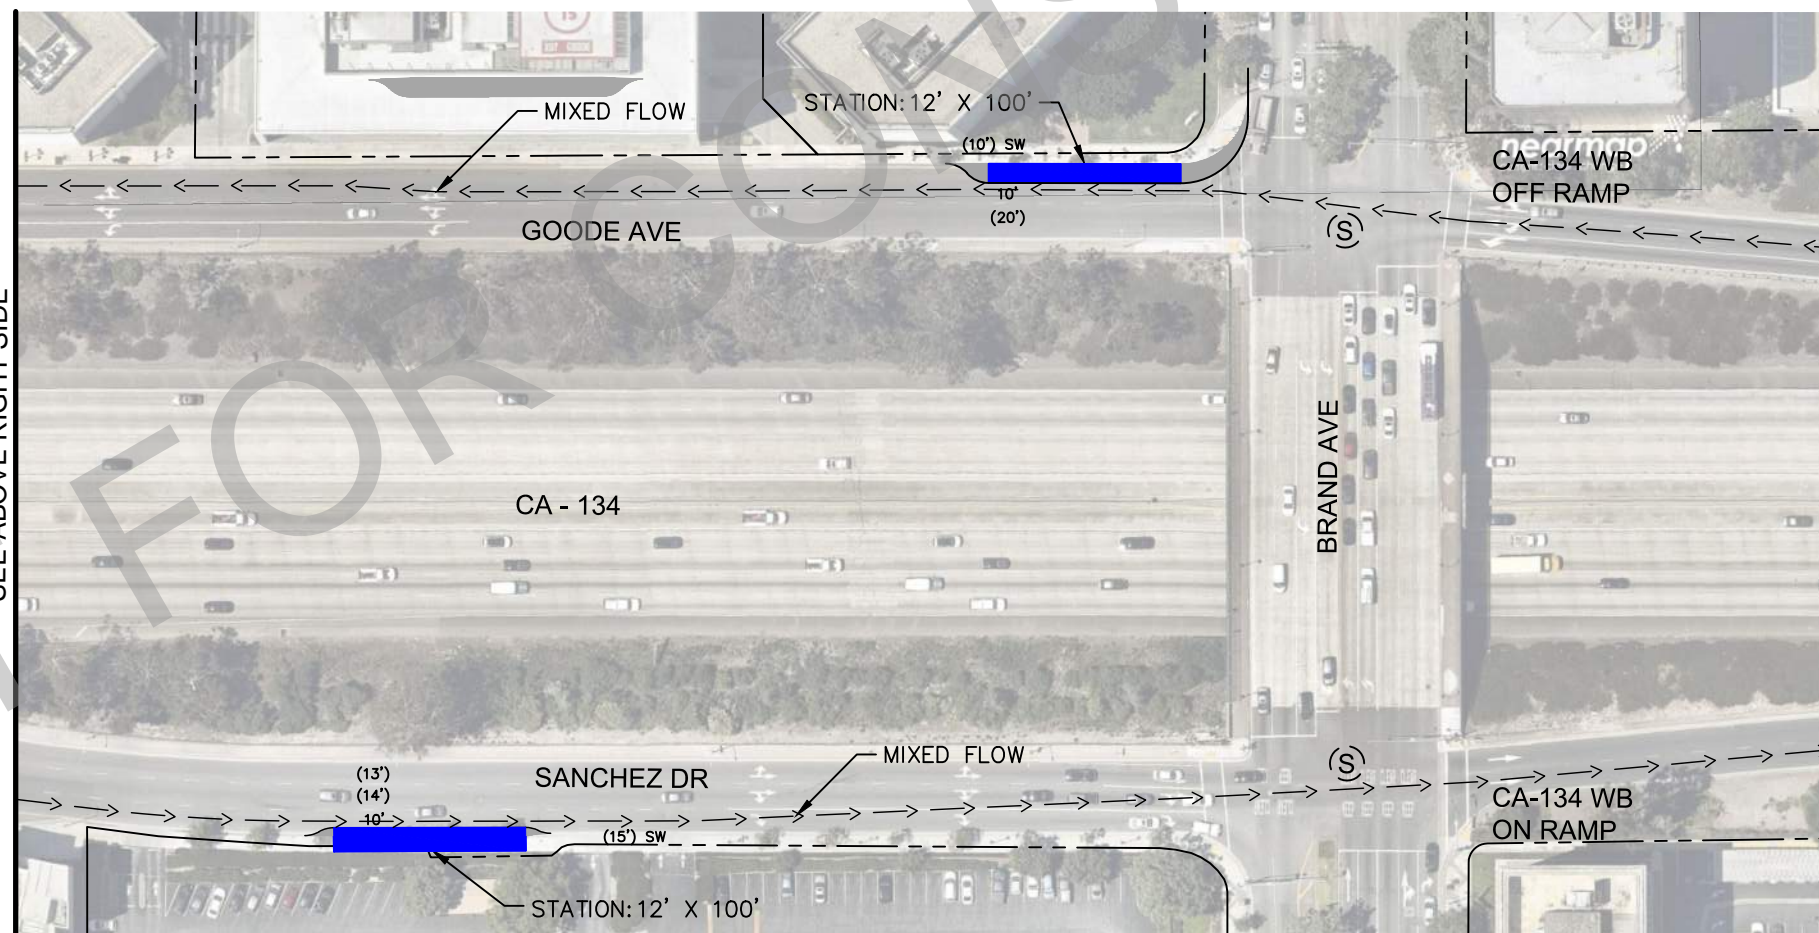 MIXED FLOW
STATION: 12' X 100'
(10') SW
nearmap
CA-134 WB
OFF RAMP
10'
(20')
GOODE AVE
(S)
SEE ABOVE RIGHT SIDE
FOR
CA - 134
BRAND AVE
(13')
(14')
10'
SANCHEZ DR
MIXED FLOW
(S)
(15') SW
CA-134 WB
ON RAMP
STATION: 12' X 100'